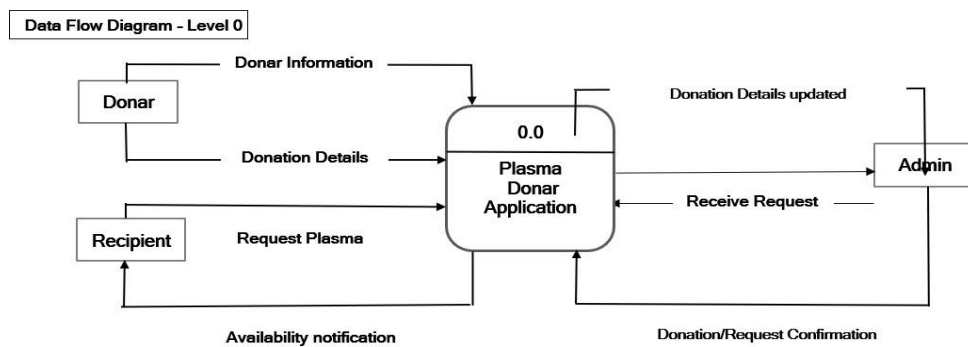 Data Flow Diagram - Level 0
Donar Information
Donar
Donation Details updated
0.0
Donation Details
Plasma
Donar
Application
Admin
Receive Request
Recipient
Request Plasma
Availability notification
Donation/Request Confirmation